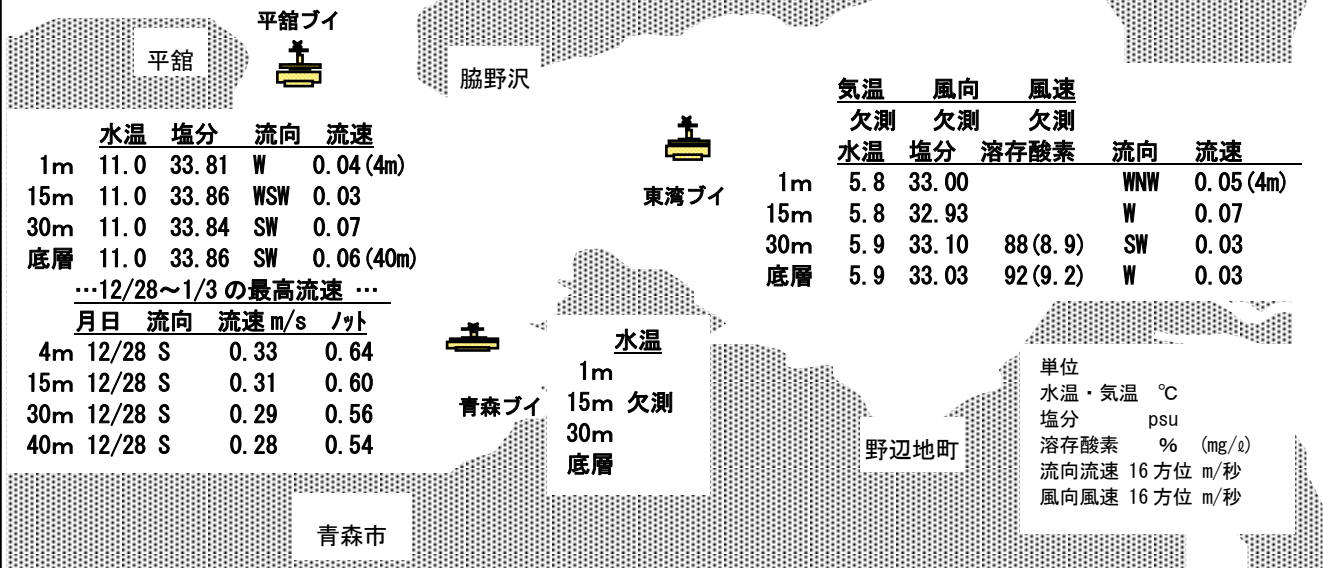 平舘ブイ
平舘
脇野沢
水温 塩分 流向 流速
1m 11.0 33.81 W 0.04(4m)
15m 11.0 33.86 WSW 0.03
30m 11.0 33.84 SW 0.07
底層 11.0 33.86 SW 0.06(40m)
…12/28～1/3の最高流速 …
月日 流向 流速m/s ﾉｯﾄ
4m 12/28 S 0.33 0.64
15m 12/28 S 0.31 0.60
30m 12/28 S 0.29 0.56
40m 12/28 S 0.28 0.54
東湾ブイ
気温 風向 風速
欠測 欠測 欠測
水温 塩分 溶存酸素 流向 流速
1m 5.8 33.00 WNW 0.05(4m)
15m 5.8 32.93 W 0.07
30m 5.9 33.10 88(8.9) SW 0.03
底層 5.9 33.03 92(9.2) W 0.03
青森ブイ
水温
1m
15m 欠測
30m
底層
野辺地町
青森市
単位
水温・気温 ℃
塩分 psu
溶存酸素 % (mg/ℓ)
流向流速 16方位 m/秒
風向風速 16方位 m/秒